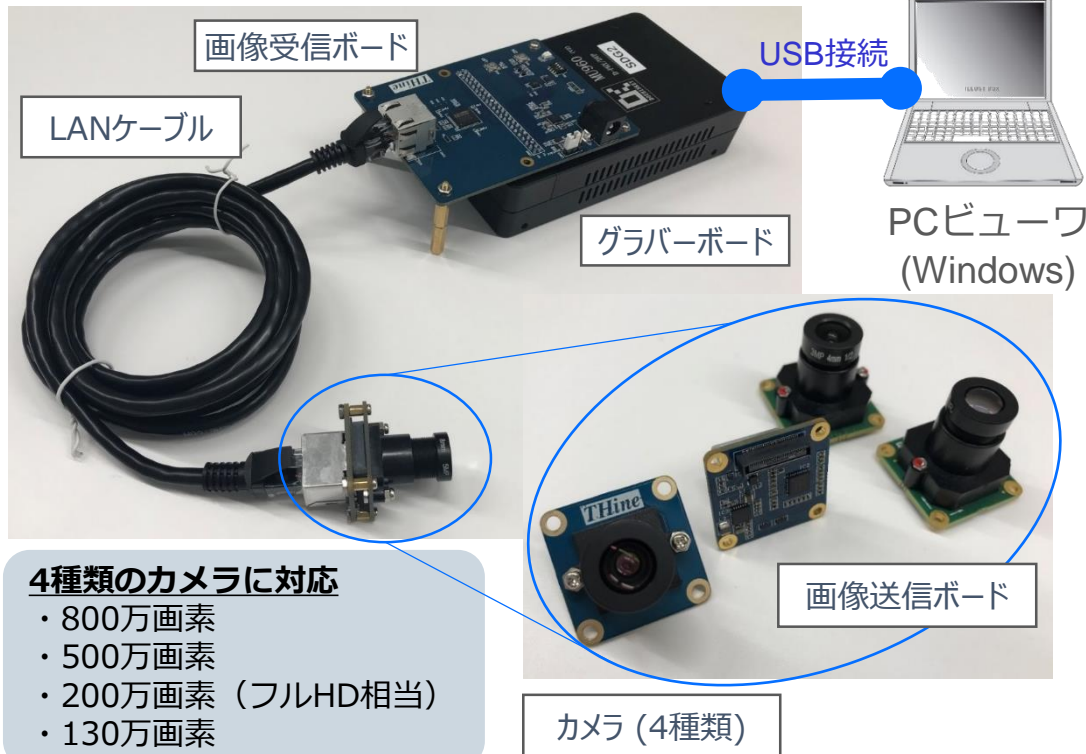 画像受信ボード
USB接続
LANケーブル
THine
MU960
SDG2
グラバーボード
PCビューワ
(Windows)
THine
画像送信ボード
カメラ (4種類)
4種類のカメラに対応
・800万画素
・500万画素
・200万画素（フルHD相当）
・130万画素